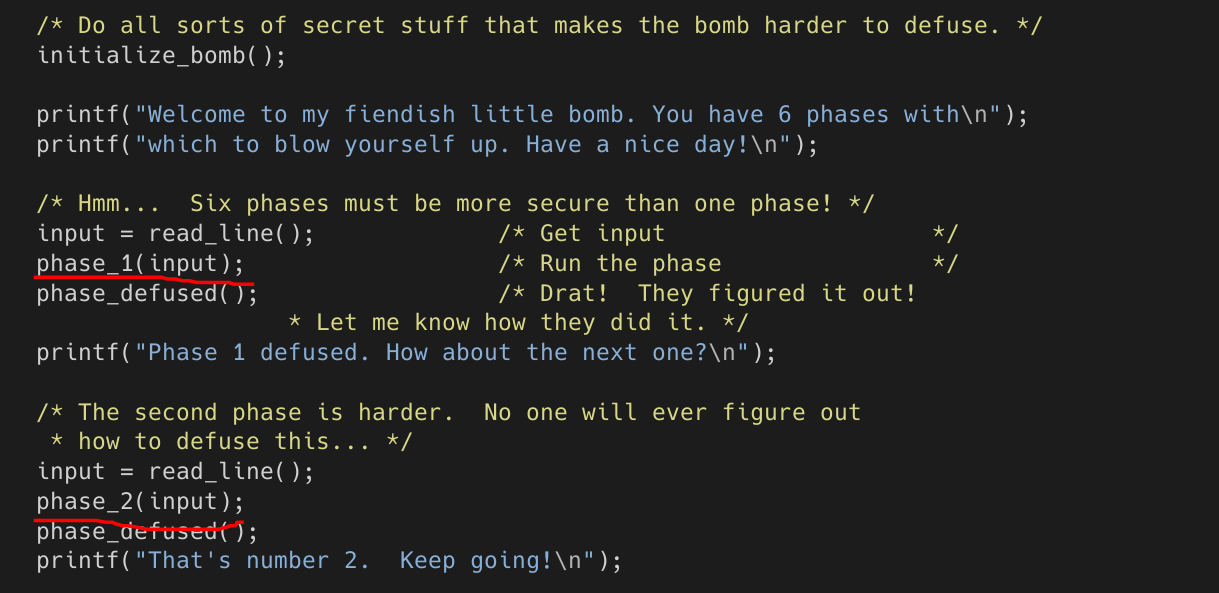 /* Do all sorts of secret stuff that makes the bomb harder to defuse. */
initialize_bomb();
printf("Welcome to my fiendish little bomb. You have 6 phases with\n");
printf("which to blow yourself up. Have a nice day!\n");
/* Hmm...  Six phases must be more secure than one phase! */
input = read_line();             /* Get input                   */
phase_1(input);                  /* Run the phase               */
phase_defused();                 /* Drat!  They figured it out!
                  * Let me know how they did it. */
printf("Phase 1 defused. How about the next one?\n");
/* The second phase is harder.  No one will ever figure out
 * how to defuse this... */
input = read_line();
phase_2(input);
phase_defused();
printf("That's number 2.  Keep going!\n");